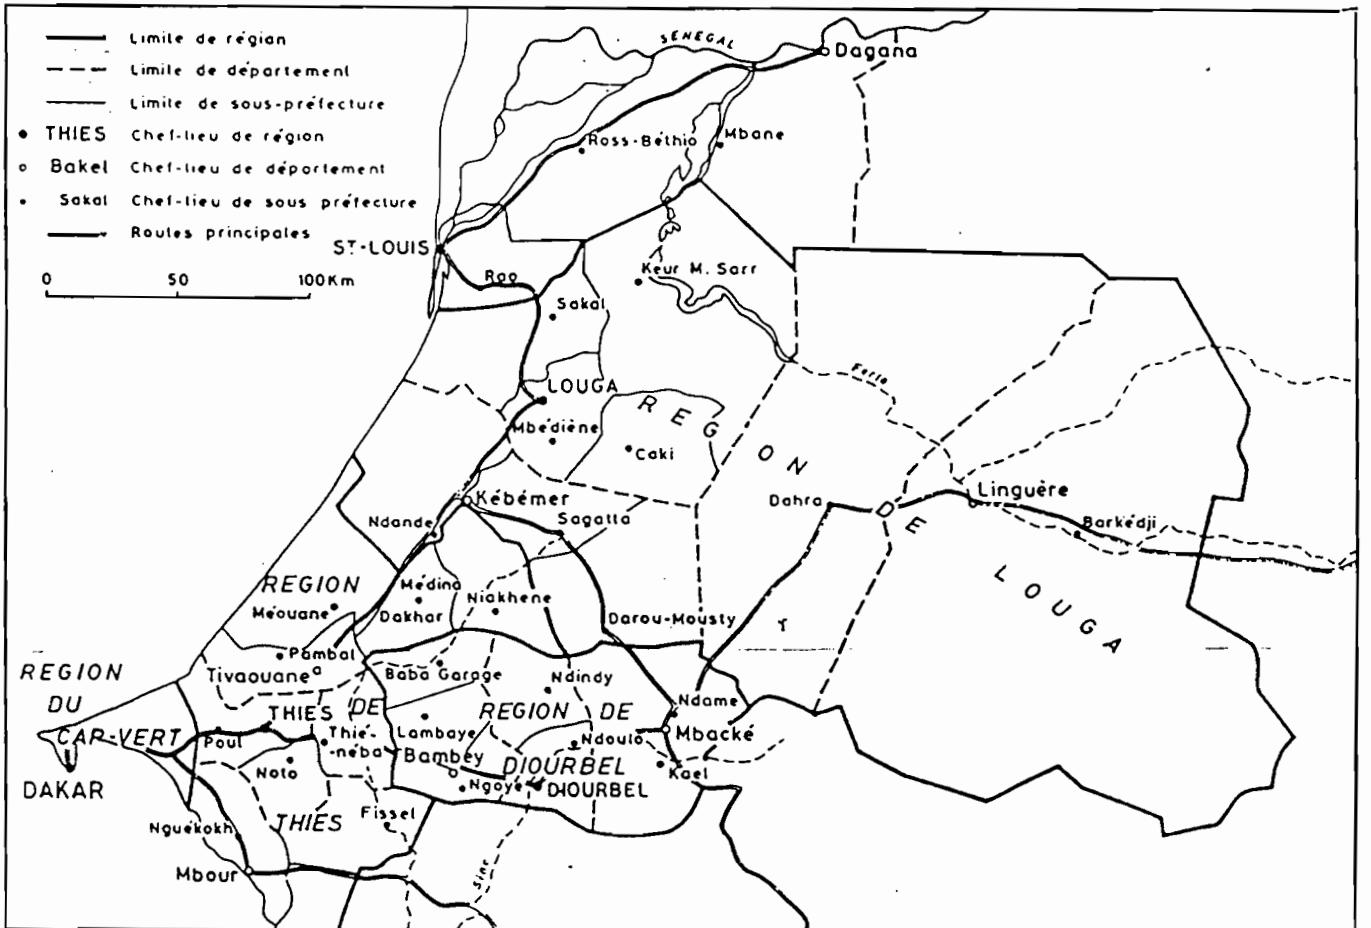 Limite de région
Limite de département
Limite de sous-préfecture
THIES Chef-lieu de région
Bakel Chef-lieu de département
Sakal Chef-lieu de sous préfecture
Routes principales
0 50 100Km
SENEGAL
Dagana
Ross-Béthio
Mbane
ST-LOUIS
Rao
Keur M. Sarr
Sakal
LOUGA
Ferlo
REGION
Mbédiène
Caki
Kébémer
Dahra
DE
Linguère
Ndande
Sagatta
Barkédji
LOUGA
REGION
Méouane
Médina
Dakhar
Niakhene
Darou-Mousty
Pambal
Tivaouane
Baba Garage
Ndindy
REGION
DU
CAP-VERT
DAKAR
THIES
DE
REGION DE
Ndame
Mbacké
Pout
Thié-
-néba
Lambaye
Ndoulo
Bambey
DIOURBEL
Kael
Noto
Ngoye
DIOURBEL
THIES
Fissel
Nguékokh
Mbour
Sine